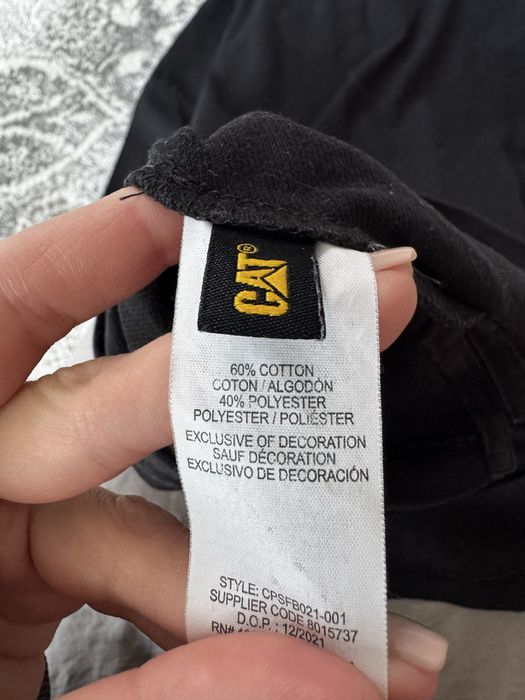 CAT®
60% COTTON
COTON / ALGODÓN
40% POLYESTER
POLYESTER / POLIÉSTER
EXCLUSIVE OF DECORATION
SAUF DÉCORATION
EXCLUSIVO DE DECORACIÓN
STYLE: CPSFB021-001
SUPPLIER CODE 8015737
D.O.P : 12/2021
RN#